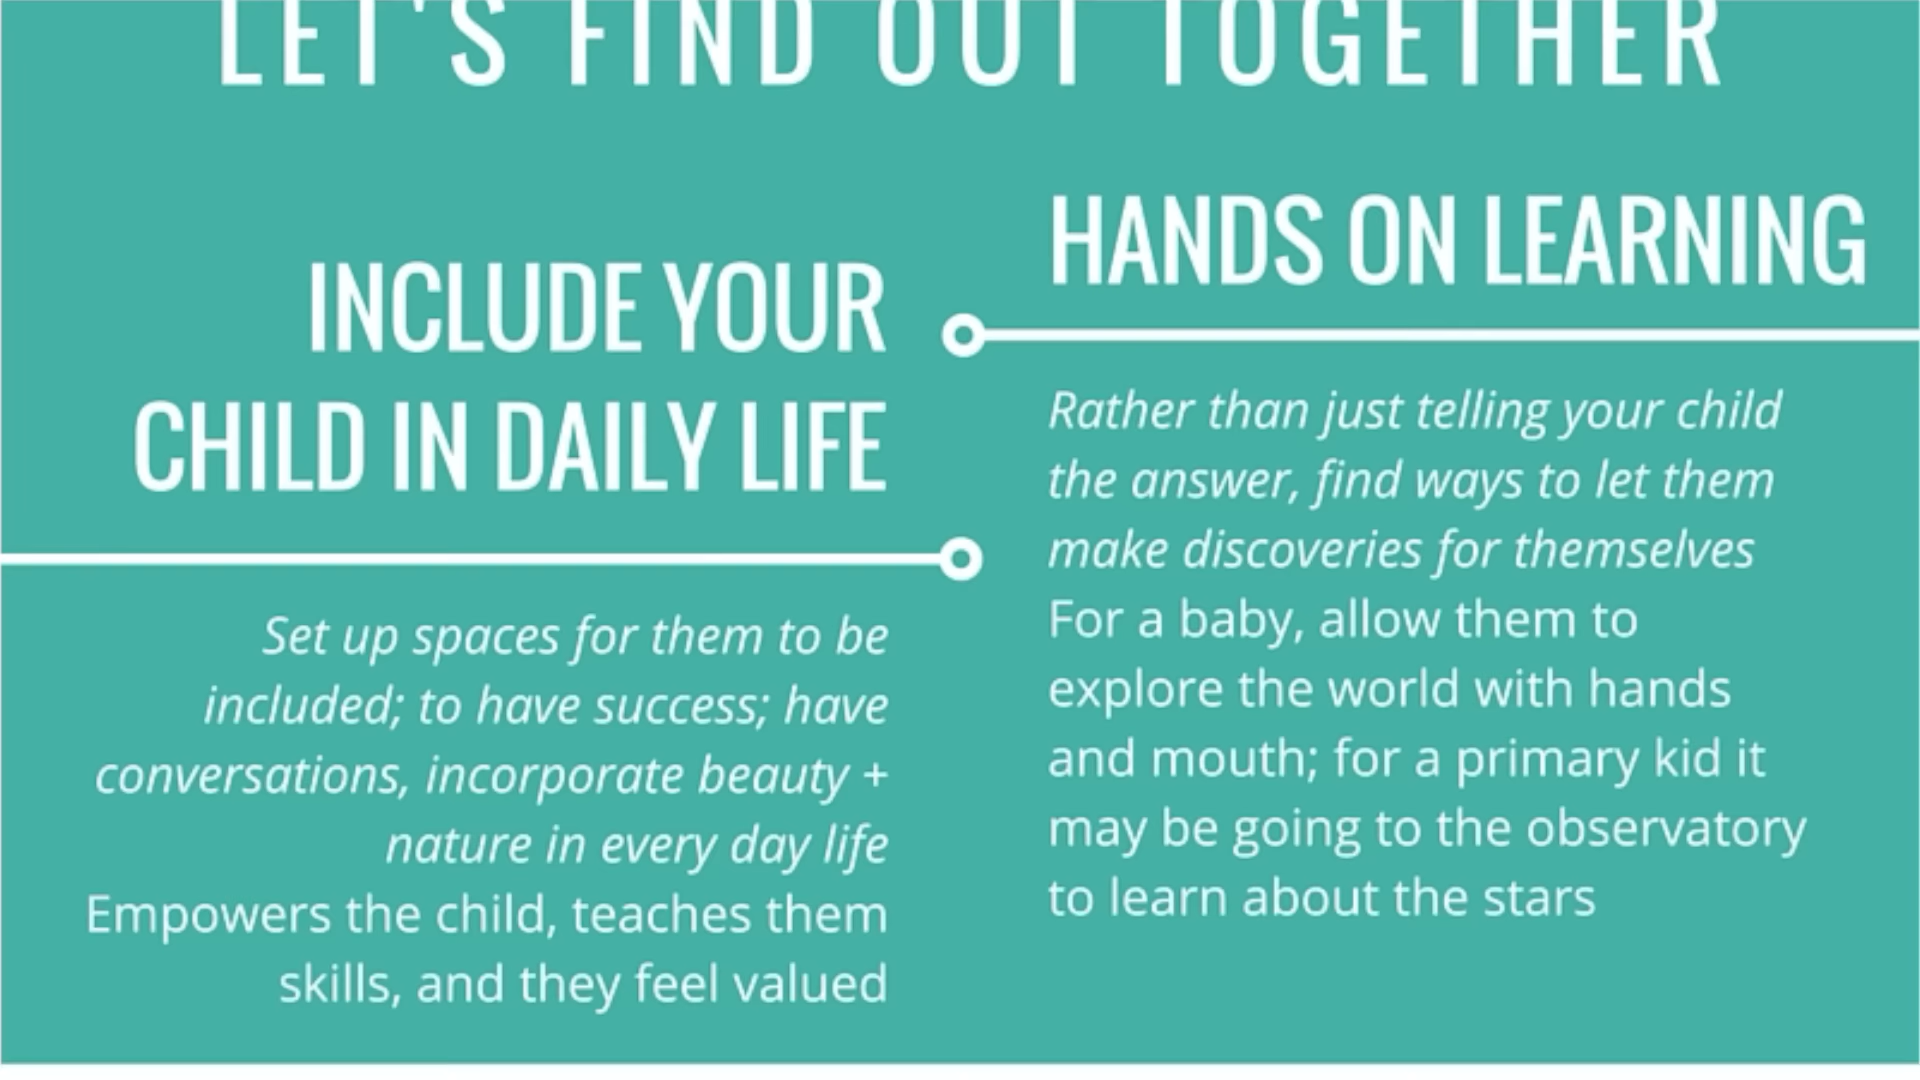 LET'S FIND OUT TOGETHER
INCLUDE YOUR
CHILD IN DAILY LIFE
Set up spaces for them to be
included; to have success; have
conversations, incorporate beauty +
nature in every day life
Empowers the child, teaches them
skills, and they feel valued
HANDS ON LEARNING
Rather than just telling your child
the answer, find ways to let them
make discoveries for themselves
For a baby, allow them to
explore the world with hands
and mouth; for a primary kid it
may be going to the observatory
to learn about the stars